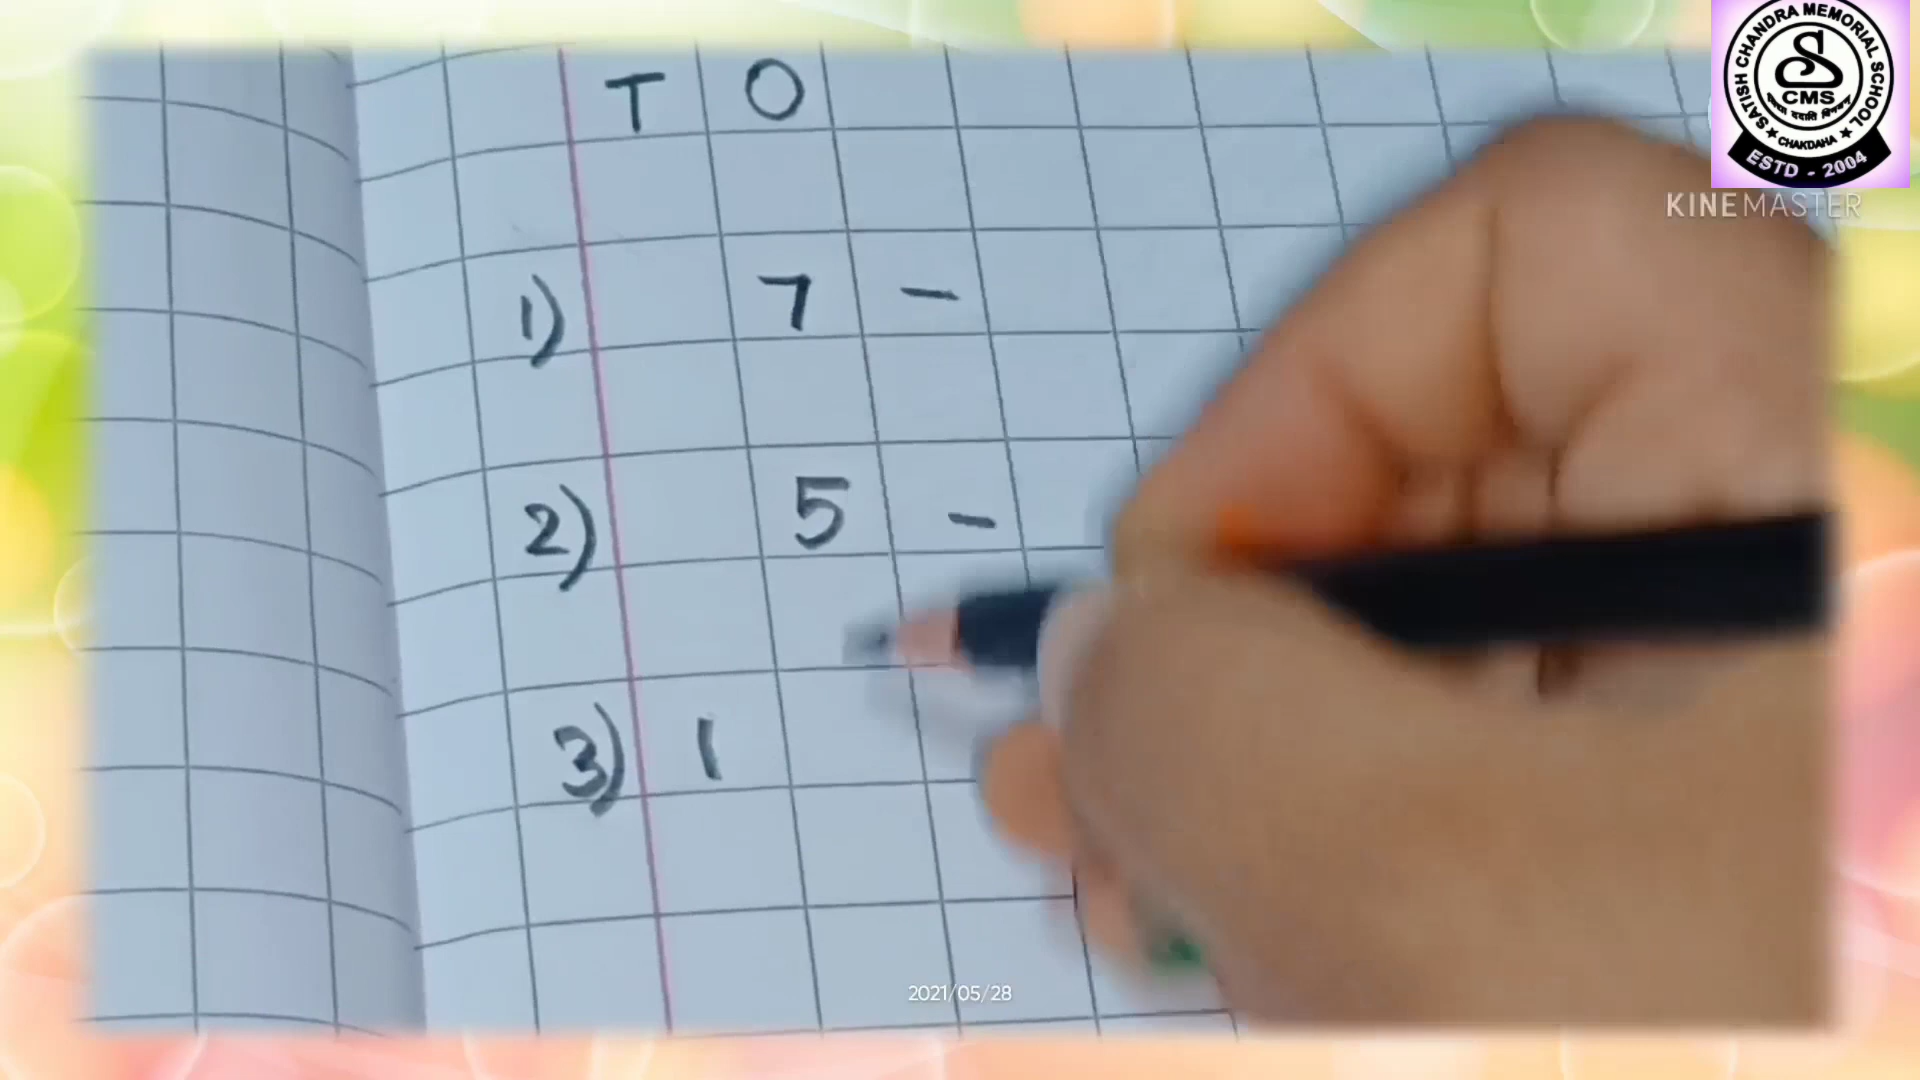 T O
1) 7 -
2) 5 -
3) 1
SATISH CHANDRA MEMORIAL SCHOOL
S
CMS
★ CHAKDAHA ★
ESTD - 2004
KINEMASTER
2021/05/28